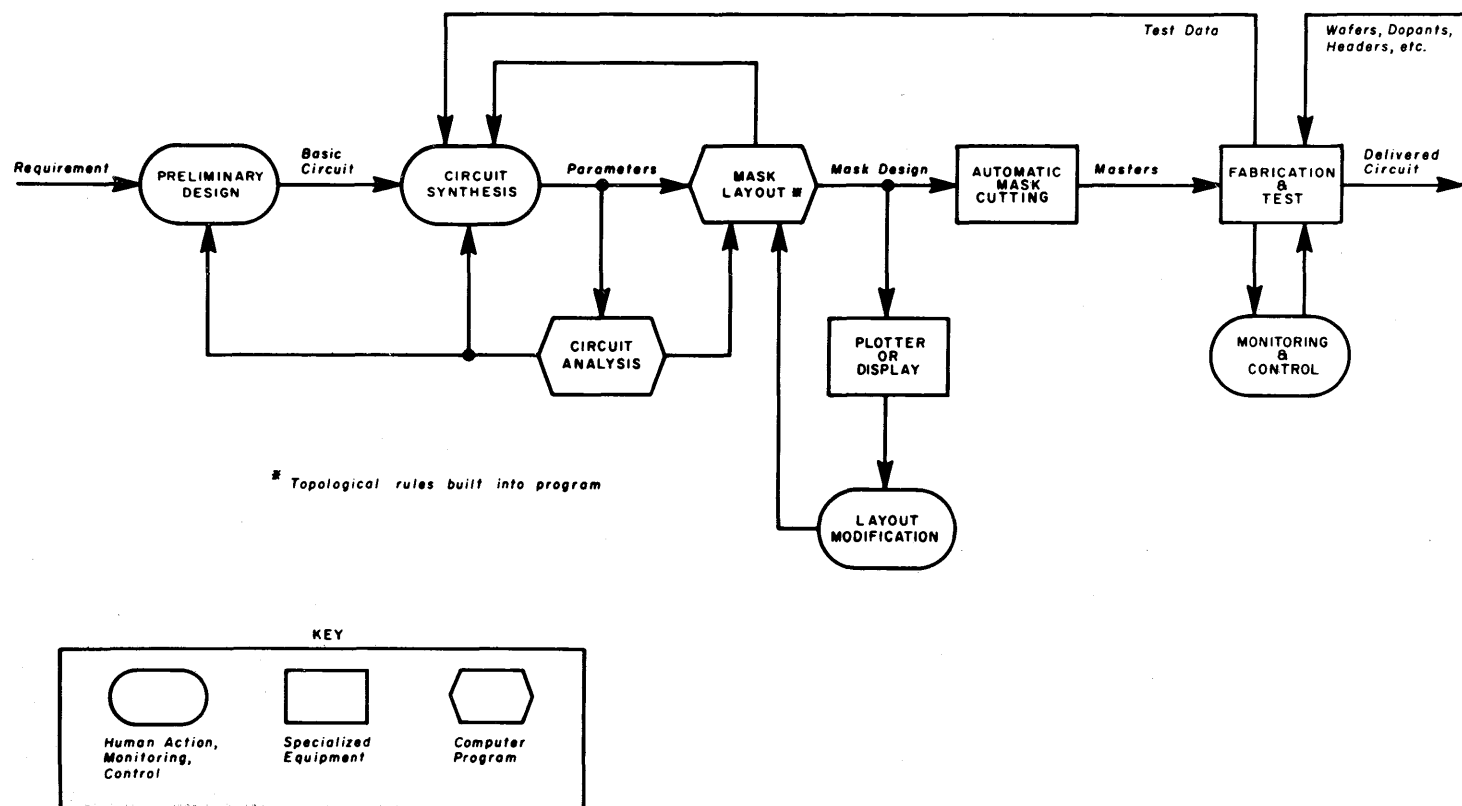 Test Data
Wafers, Dopants,
Headers, etc.
Requirement
PRELIMINARY
DESIGN
Basic
Circuit
CIRCUIT
SYNTHESIS
Parameters
MASK
LAYOUT *
Mask Design
AUTOMATIC
MASK
CUTTING
Masters
FABRICATION
&
TEST
Delivered
Circuit
CIRCUIT
ANALYSIS
PLOTTER
OR
DISPLAY
MONITORING
&
CONTROL
* Topological rules built into program
LAYOUT
MODIFICATION
KEY
Human Action,
Monitoring,
Control
Specialized
Equipment
Computer
Program